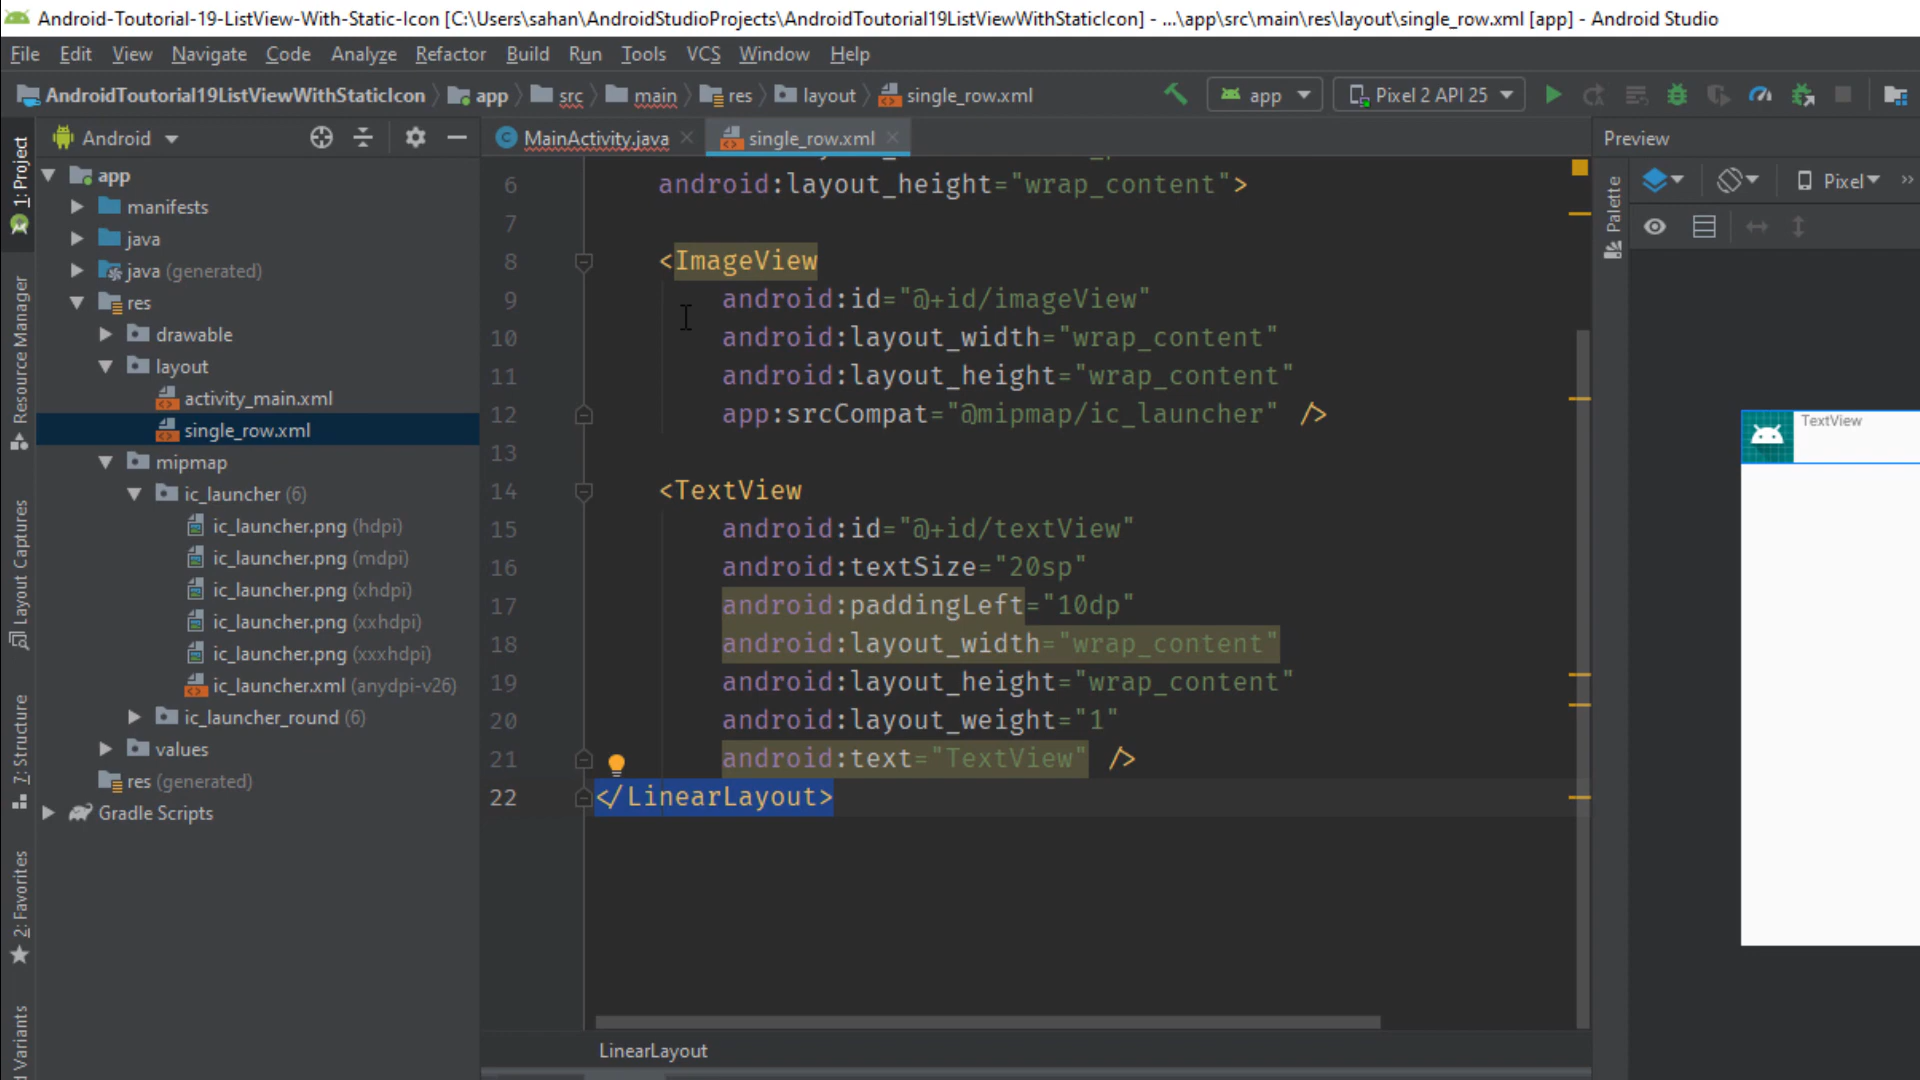 Android-Toutorial-19-ListView-With-Static-Icon [C:\Users\sahan\AndroidStudioProjects\AndroidToutorial19ListViewWithStaticIcon] - ...\app\src\main\res\layout\single_row.xml [app] - Android Studio
File Edit View Navigate Code Analyze Refactor Build Run Tools VCS Window Help
AndroidToutorial19ListViewWithStaticIcon app src main res layout single_row.xml app Pixel 2 API 25
Android MainActivity.java single_row.xml Preview
1: Project
Resource Manager
Layout Captures
7: Structure
2: Favorites
d Variants
app
manifests
java
java (generated)
res
drawable
layout
activity_main.xml
single_row.xml
mipmap
ic_launcher (6)
ic_launcher.png (hdpi)
ic_launcher.png (mdpi)
ic_launcher.png (xhdpi)
ic_launcher.png (xxhdpi)
ic_launcher.png (xxxhdpi)
ic_launcher.xml (anydpi-v26)
ic_launcher_round (6)
values
res (generated)
Gradle Scripts
6 android:layout_height="wrap_content">
7
8 <ImageView
9 android:id="@+id/imageView"
10 android:layout_width="wrap_content"
11 android:layout_height="wrap_content"
12 app:srcCompat="@mipmap/ic_launcher" />
13
14 <TextView
15 android:id="@+id/textView"
16 android:textSize="20sp"
17 android:paddingLeft="10dp"
18 android:layout_width="wrap_content"
19 android:layout_height="wrap_content"
20 android:layout_weight="1"
21 android:text="TextView" />
22 </LinearLayout>
LinearLayout
Palette
Pixel
TextView